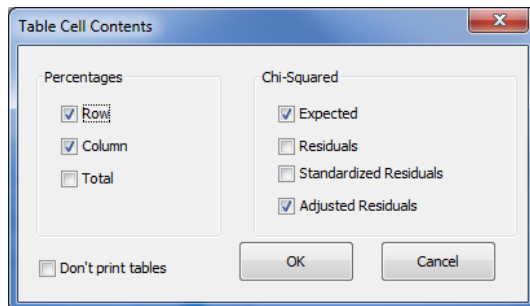 Table Cell Contents
Percentages
Row
Column
Total
Chi-Squared
Expected
Residuals
Standardized Residuals
Adjusted Residuals
Don't print tables
OK
Cancel